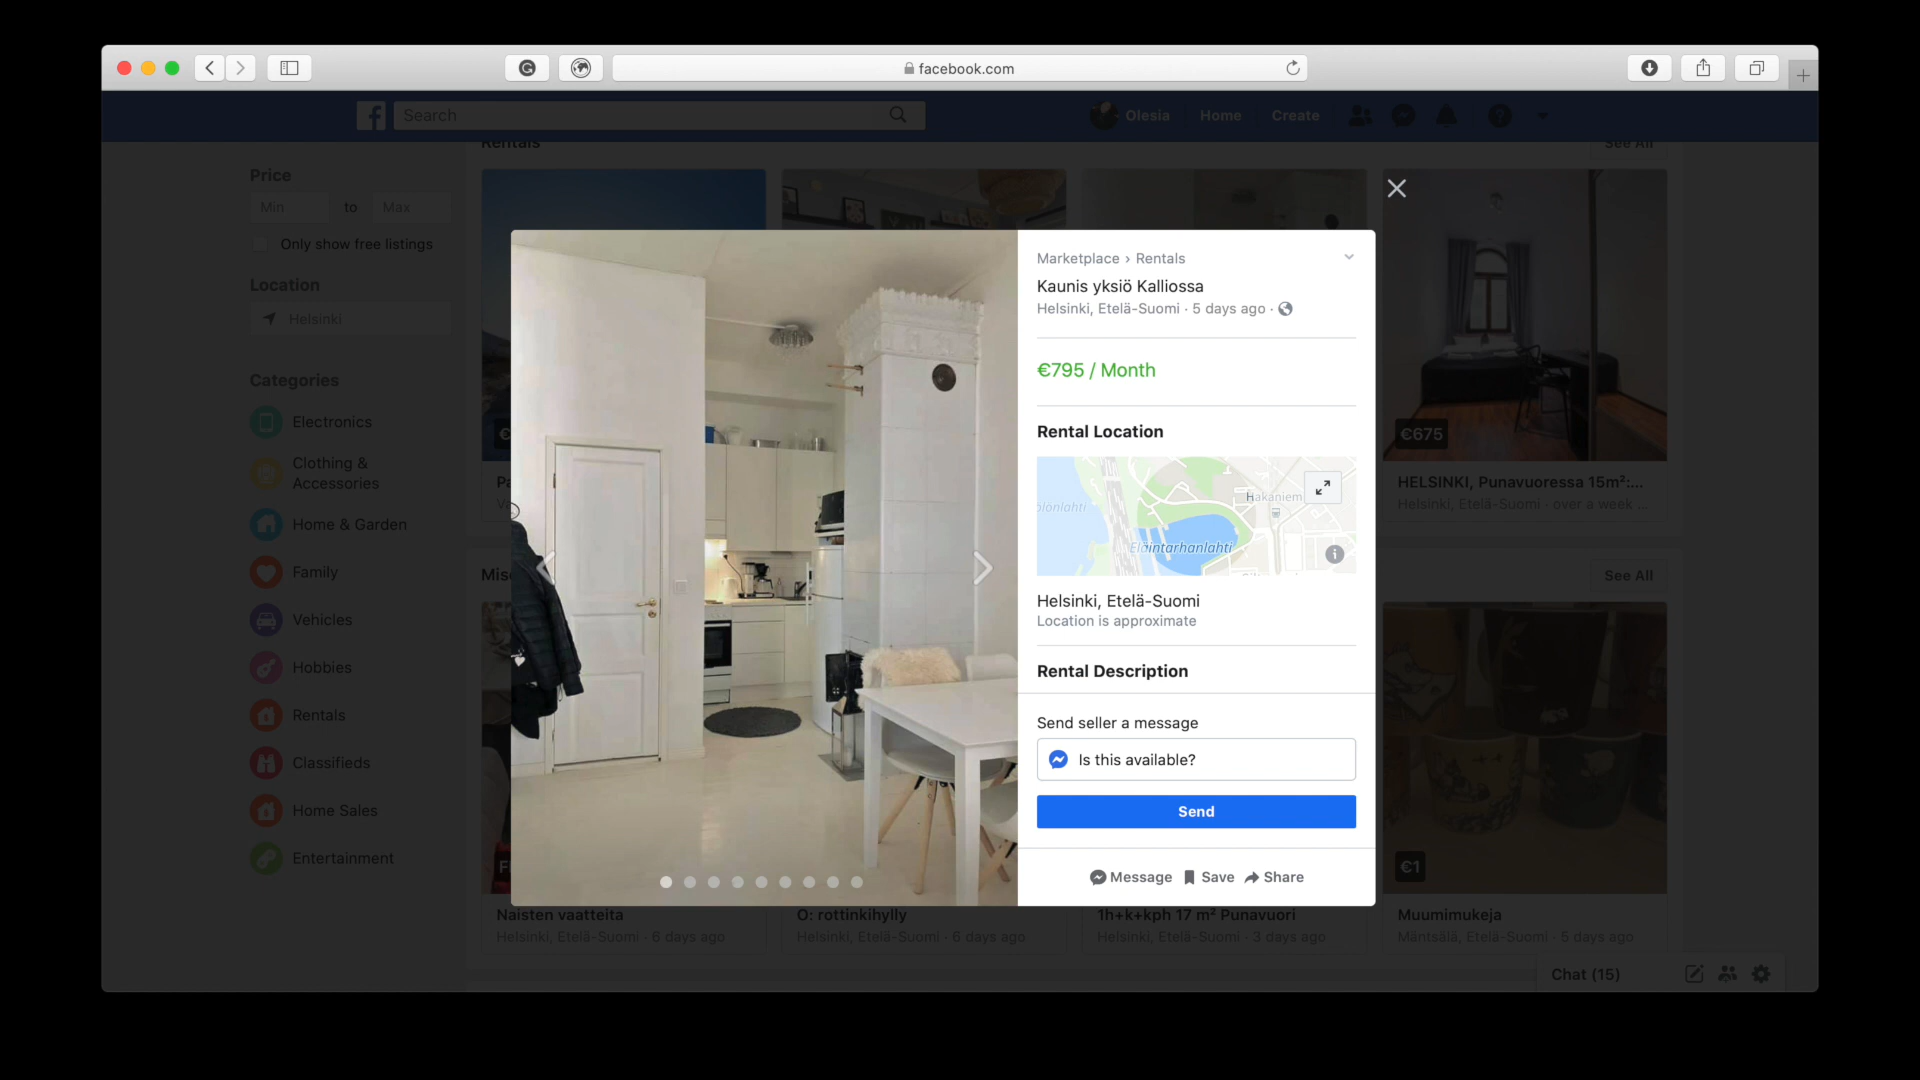 facebook.com
Search
Olesia
Home
Create
Rentals
See All
Price
Min
to
Max
Only show free listings
Location
Helsinki
Categories
Electronics
Clothing &
Accessories
Home & Garden
Family
Vehicles
Hobbies
Rentals
Classifieds
Home Sales
Entertainment
Marketplace › Rentals
Kaunis yksiö Kalliossa
Helsinki, Etelä-Suomi · 5 days ago ·
€795 / Month
Rental Location
Hakaniem
Eläintarhanlahti
Helsinki, Etelä-Suomi
Location is approximate
Rental Description
Send seller a message
Is this available?
Send
Message
Save
Share
€675
HELSINKI, Punavuoressa 15m²:...
Helsinki, Etelä-Suomi · over a week ...
See All
€1
Naisten vaatteita
Helsinki, Etelä-Suomi · 6 days ago
O: rottinkihylly
Helsinki, Etelä-Suomi · 6 days ago
1h+k+kph 17 m² Punavuori
Helsinki, Etelä-Suomi · 3 days ago
Muumimukeja
Mäntsälä, Etelä-Suomi · 5 days ago
Chat (15)